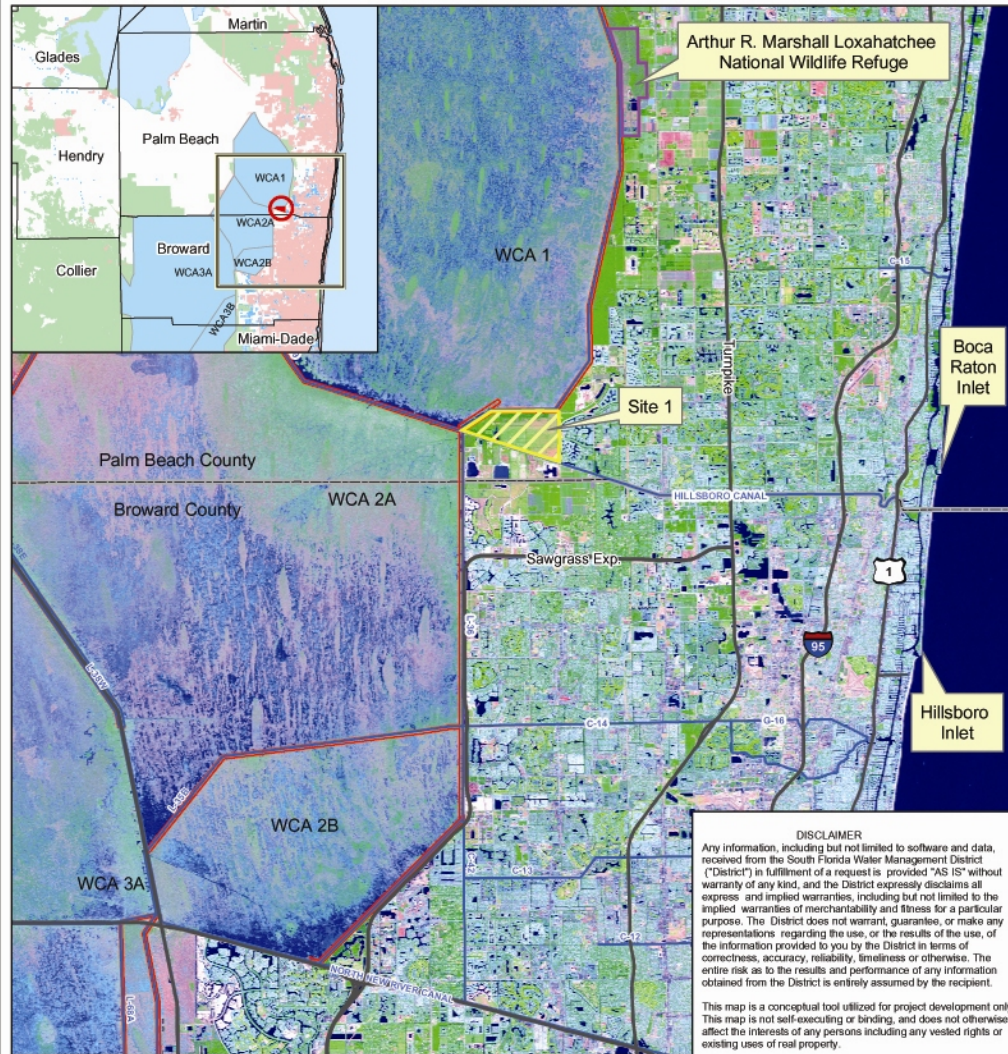 Martin
Glades
Palm Beach
Hendry
WCA1
WCA2A
Broward
WCA2B
WCA3A
Collier
WCA3B
Miami-Dade
Arthur R. Marshall Loxahatchee
National Wildlife Refuge
WCA 1
C-15
Turnpike
Boca
Raton
Inlet
Site 1
Palm Beach County
Broward County
WCA 2A
HILLSBORO CANAL
Sawgrass Exp.
1
L-36
95
L-38W
Hillsboro
Inlet
C-14
G-16
L-35B
WCA 2B
WCA 3A
C-13
C-12
NORTH NEW RIVER CANAL
L-68A
DISCLAIMER
Any information, including but not limited to software and data,
received from the South Florida Water Management District
("District") in fulfillment of a request is provided "AS IS" without
warranty of any kind, and the District expressly disclaims all
express and implied warranties, including but not limited to the
implied warranties of merchantability and fitness for a particular
purpose. The District does not warrant, guarantee, or make any
representations regarding the use, or the results of the use, of
the information provided to you by the District in terms of
correctness, accuracy, reliability, timeliness or otherwise. The
entire risk as to the results and performance of any information
obtained from the District is entirely assumed by the recipient.
This map is a conceptual tool utilized for project development onl
This map is not self-executing or binding, and does not otherwise
affect the interests of any persons including any vested rights or
existing uses of real property.